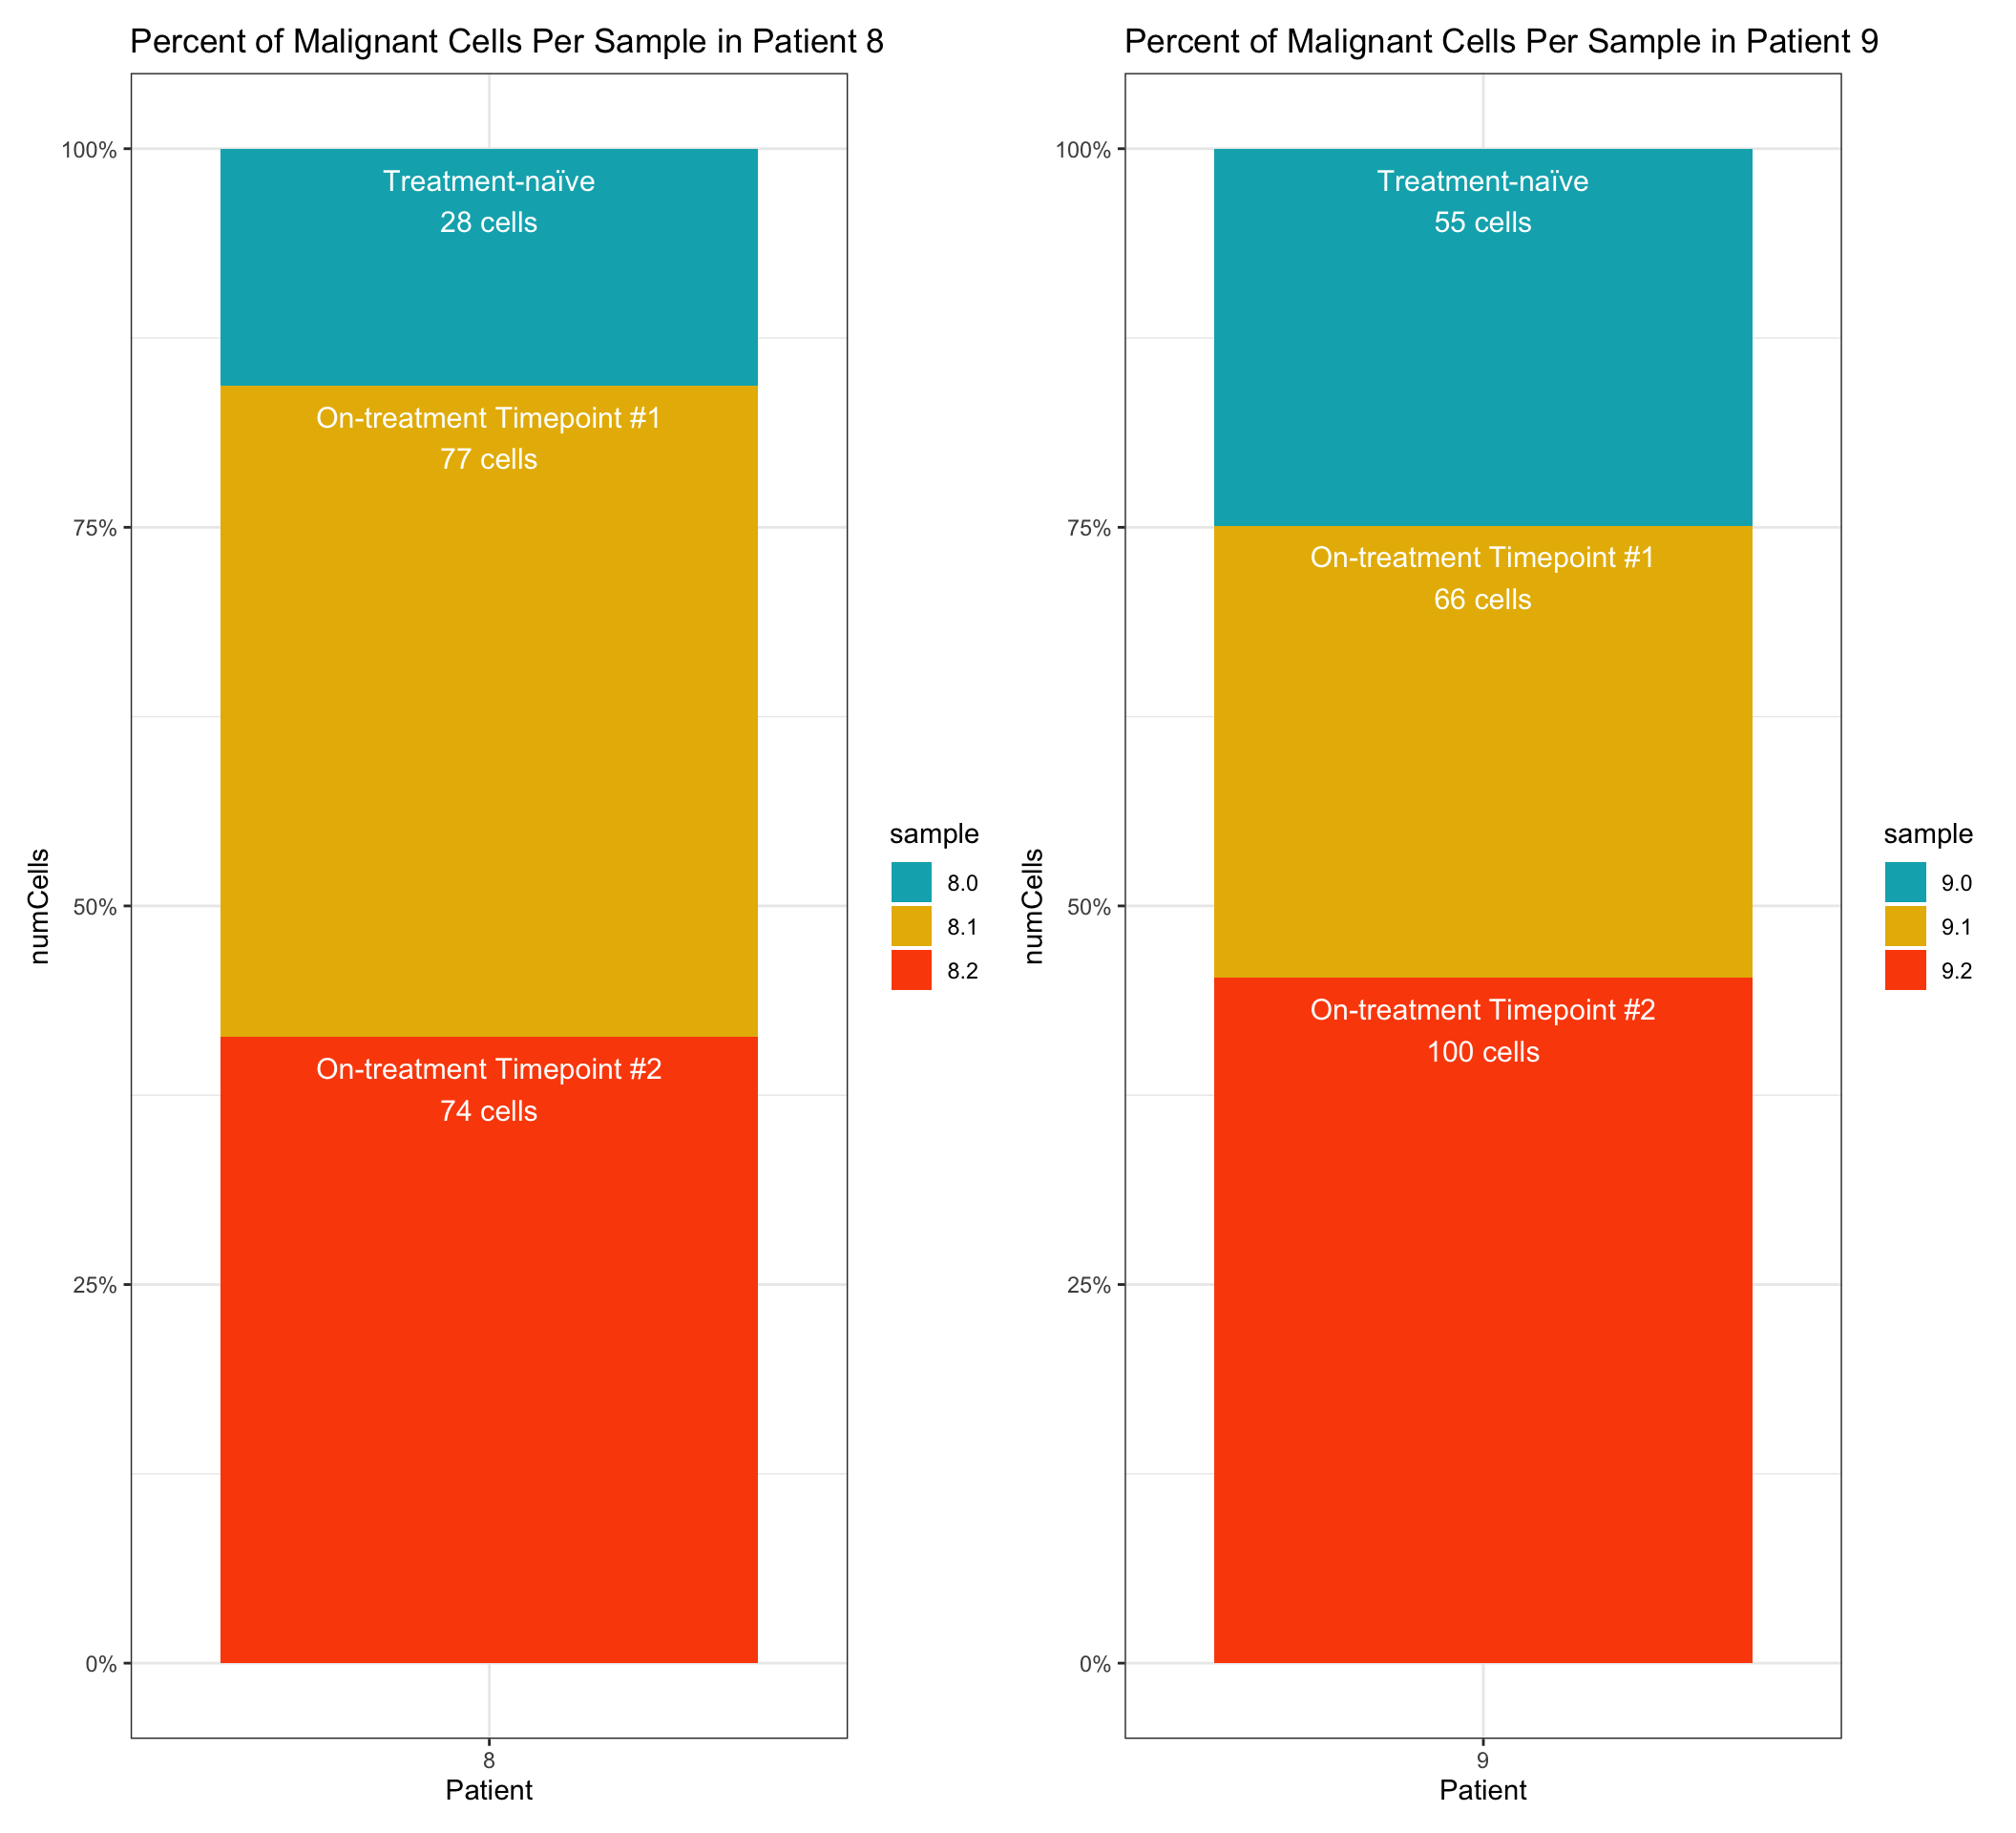 Percent of Malignant Cells Per Sample in Patient 8
100%
75%
50%
25%
0%
numCells
Treatment-naïve
28 cells
On-treatment Timepoint #1
77 cells
On-treatment Timepoint #2
74 cells
8
Patient
sample
8.0
8.1
8.2
Percent of Malignant Cells Per Sample in Patient 9
100%
75%
50%
25%
0%
numCells
Treatment-naïve
55 cells
On-treatment Timepoint #1
66 cells
On-treatment Timepoint #2
100 cells
9
Patient
sample
9.0
9.1
9.2